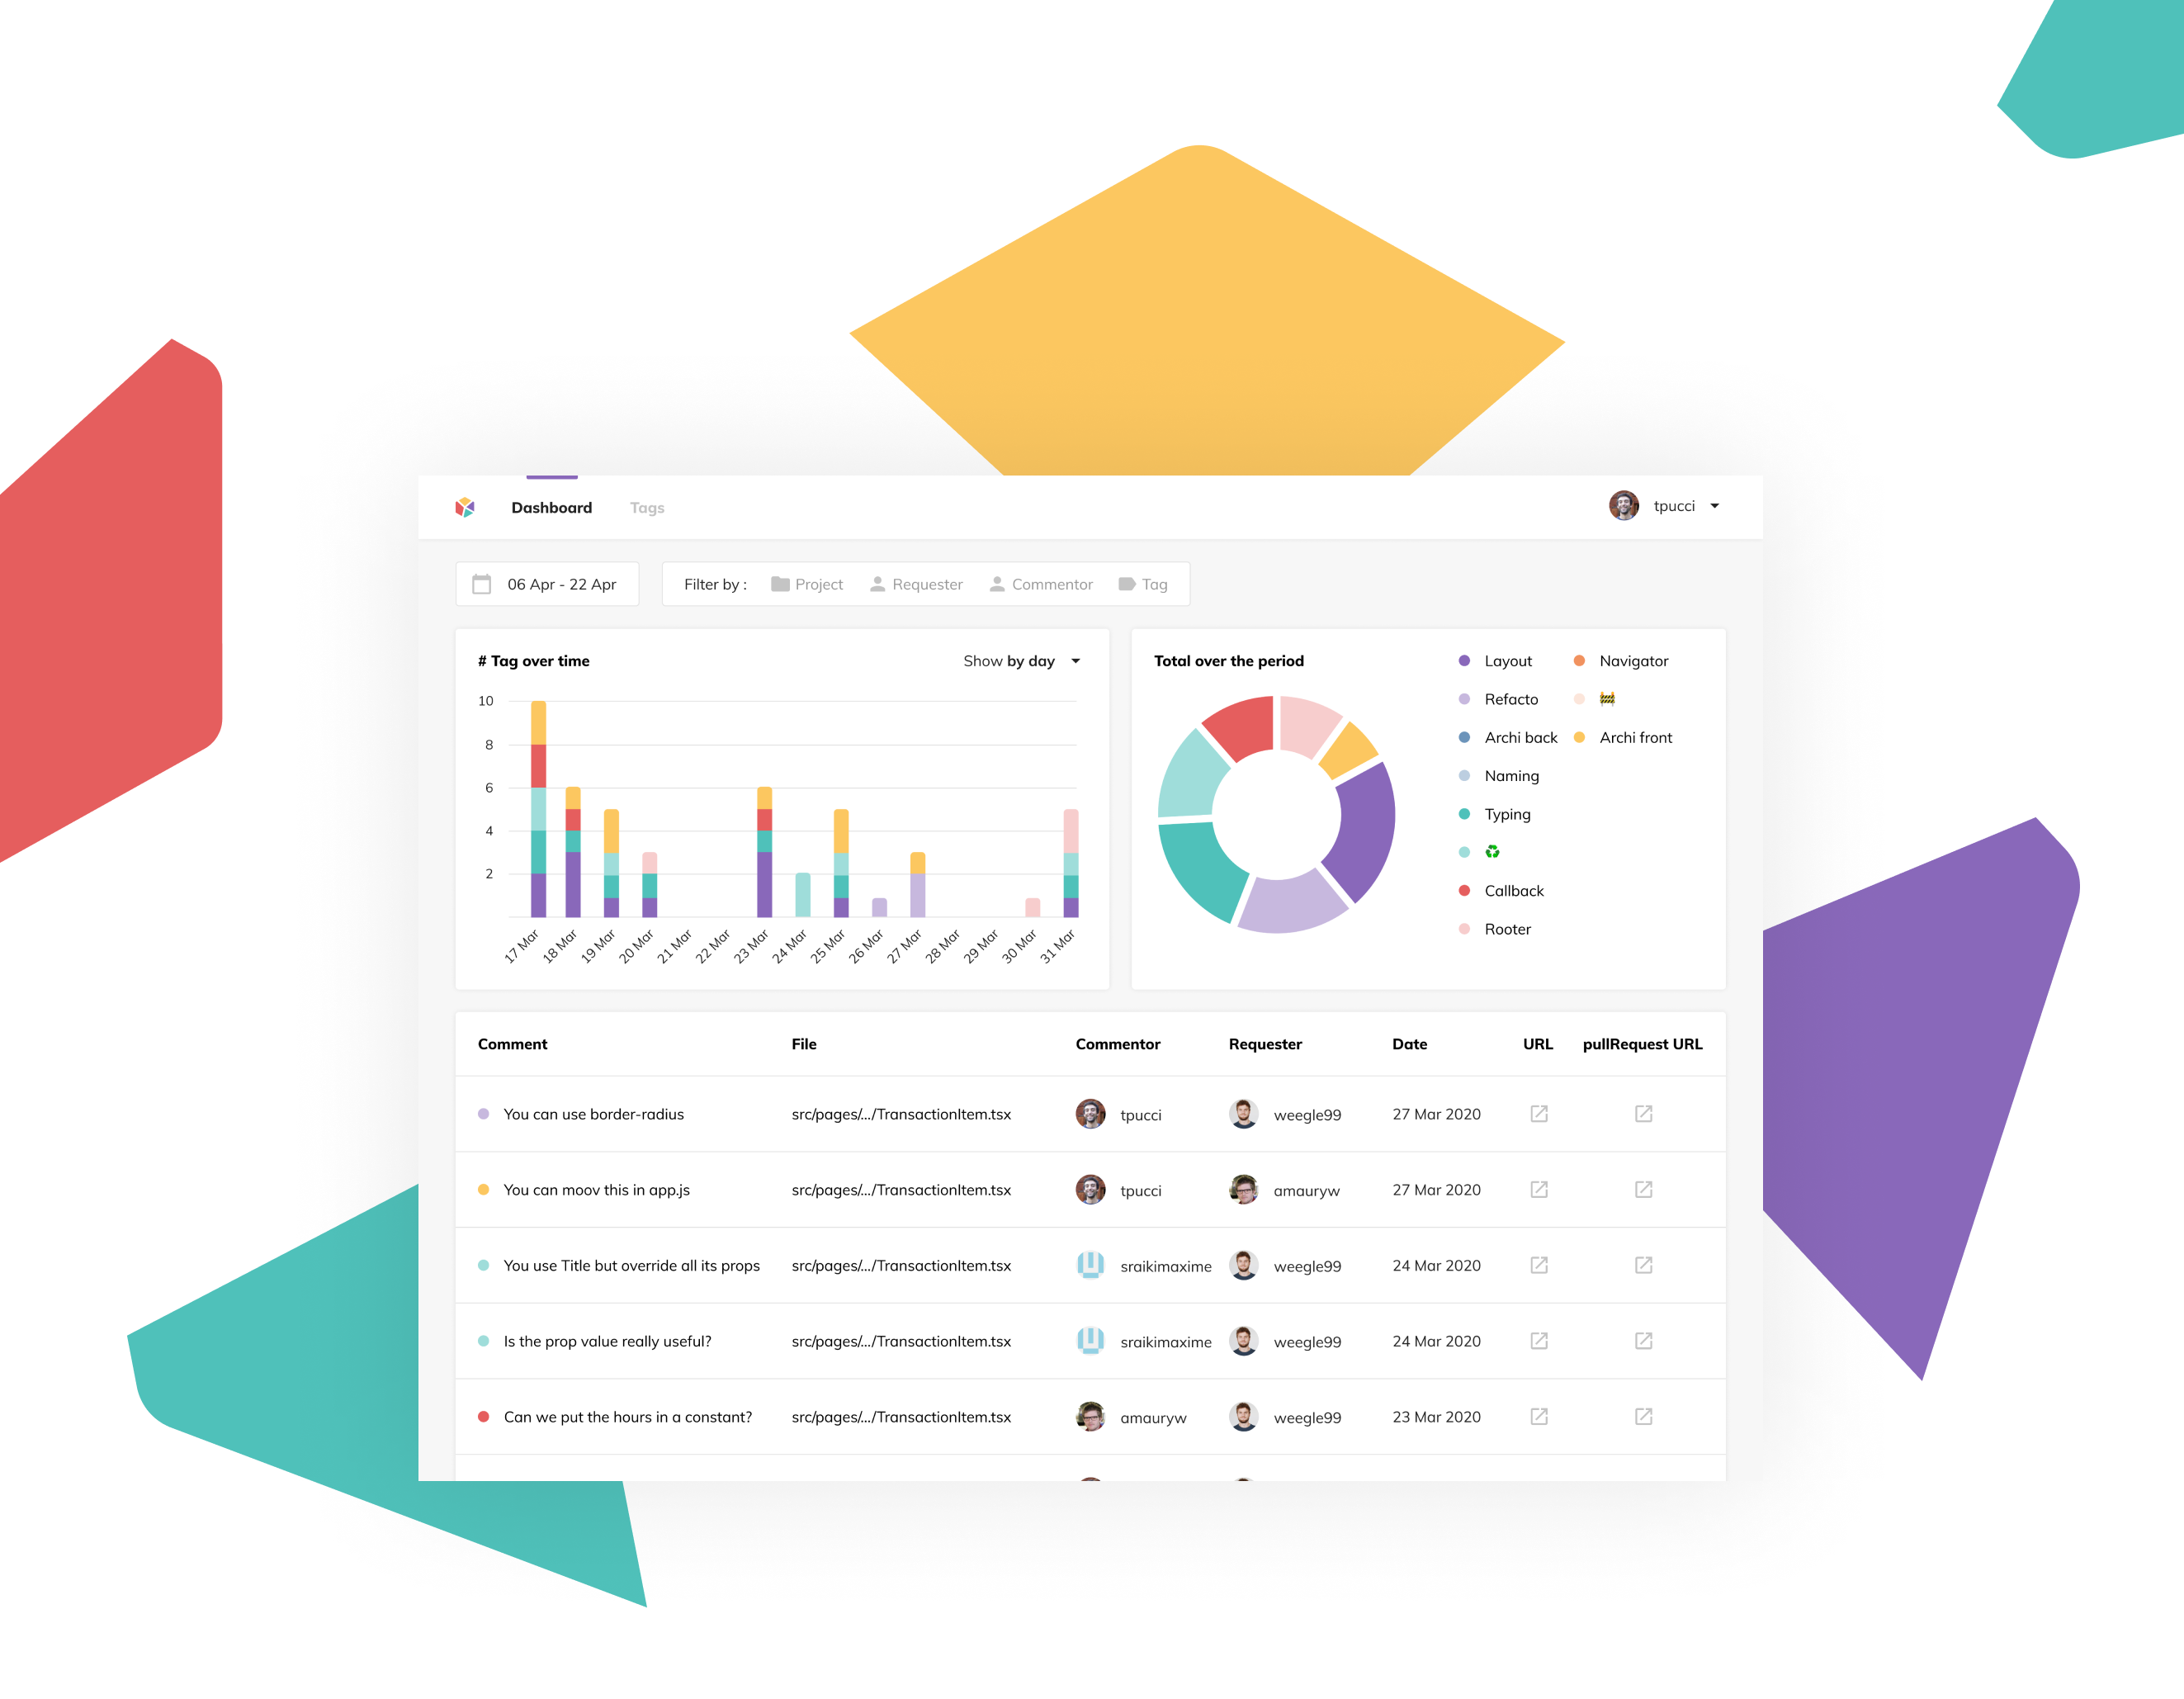 Dashboard Tags tpucci
06 Apr - 22 Apr Filter by : Project Requester Commentor Tag
# Tag over time Show by day
10
8
6
4
2
17 Mar 18 Mar 19 Mar 20 Mar 21 Mar 22 Mar 23 Mar 24 Mar 25 Mar 26 Mar 27 Mar 28 Mar 29 Mar 30 Mar 31 Mar
Total over the period
Layout Navigator
Refacto 🚧
Archi back Archi front
Naming
Typing
♻️
Callback
Rooter
Comment File Commentor Requester Date URL pullRequest URL
You can use border-radius src/pages/.../TransactionItem.tsx tpucci weegle99 27 Mar 2020
You can moov this in app.js src/pages/.../TransactionItem.tsx tpucci amauryw 27 Mar 2020
You use Title but override all its props src/pages/.../TransactionItem.tsx sraikimaxime weegle99 24 Mar 2020
Is the prop value really useful? src/pages/.../TransactionItem.tsx sraikimaxime weegle99 24 Mar 2020
Can we put the hours in a constant? src/pages/.../TransactionItem.tsx amauryw weegle99 23 Mar 2020